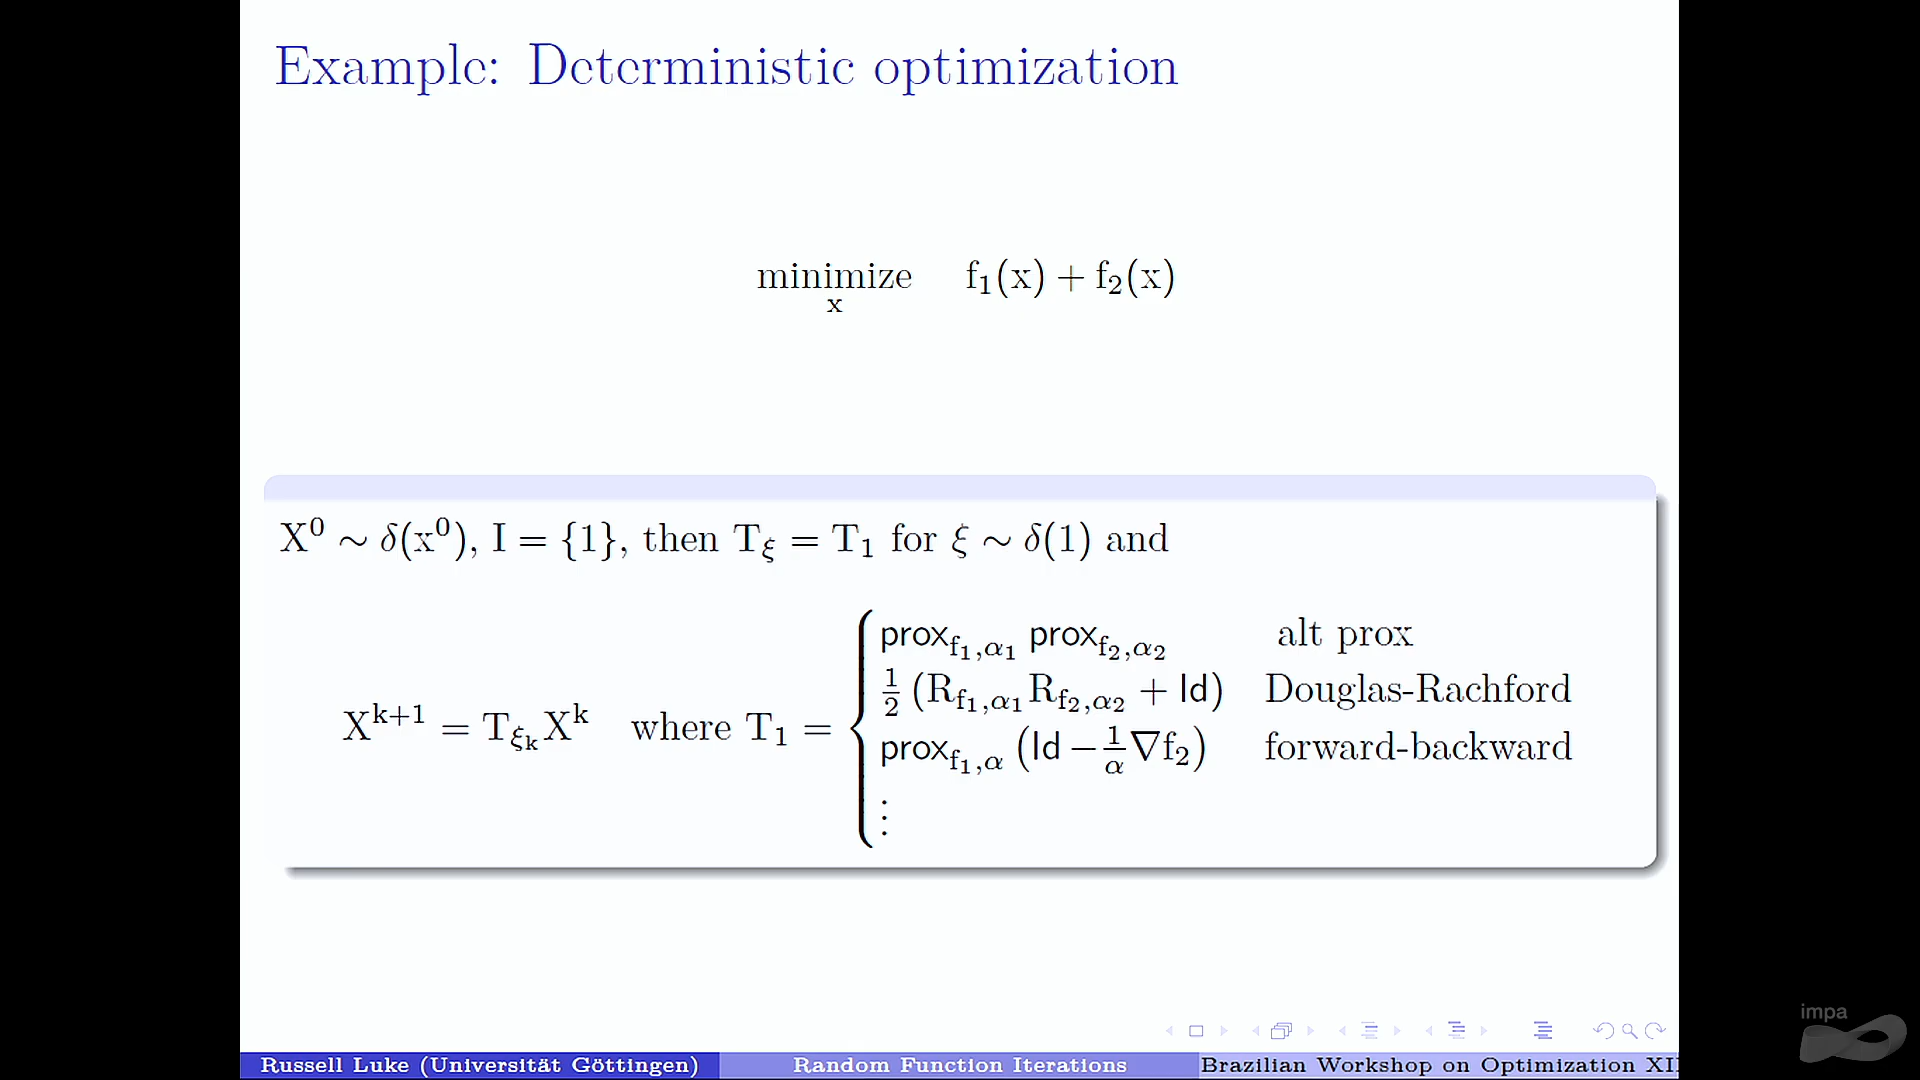 Example: Deterministic optimization
minimize f₁(x) + f₂(x)
x
X⁰ ∼ δ(x⁰), I = {1}, then T_ξ = T₁ for ξ ∼ δ(1) and
prox_{f₁,α₁} prox_{f₂,α₂} alt prox
½ (R_{f₁,α₁} R_{f₂,α₂} + Id) Douglas-Rachford
X^{k+1} = T_{ξ_k} X^k where T₁ =
prox_{f₁,α} (Id − 1/α ∇f₂) forward-backward
⋮
impa
Russell Luke (Universität Göttingen) Random Function Iterations Brazilian Workshop on Optimization